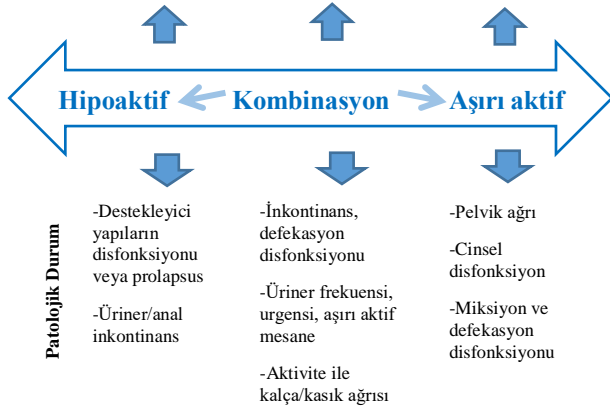 Hipoaktif Kombinasyon Aşırı aktif
Patolojik Durum
-Destekleyici
yapıların
disfonksiyonu
veya prolapsus
-Üriner/anal
inkontinans
-İnkontinans,
defekasyon
disfonksiyonu
-Üriner frekuensi,
urgensi, aşırı aktif
mesane
-Aktivite ile
kalça/kasık ağrısı
-Pelvik ağrı
-Cinsel
disfonksiyon
-Miksiyon ve
defekasyon
disfonksiyonu